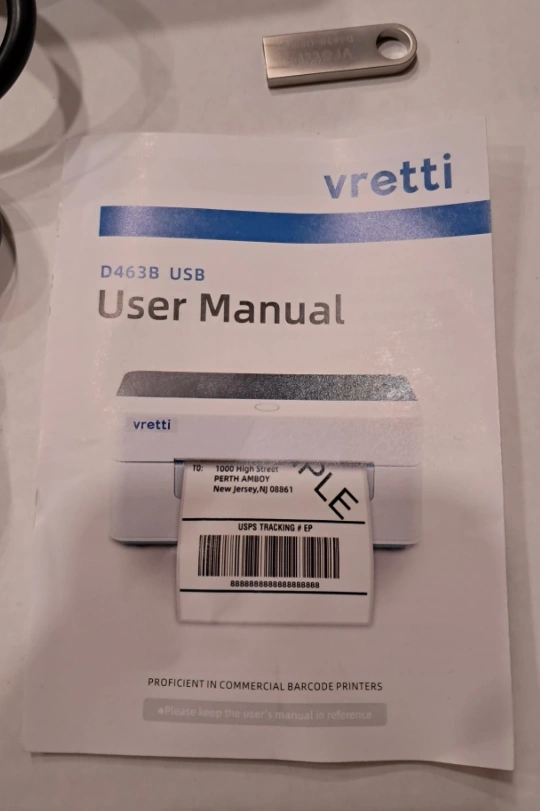 vretti
D463B USB
User Manual
vretti
TO: 1000 High Street
PERTH AMBOY
New Jersey,NJ 08861
PLE
USPS TRACKING # EP
8888888888888888888
PROFICIENT IN COMMERCIAL BARCODE PRINTERS
Please keep the user's manual in reference